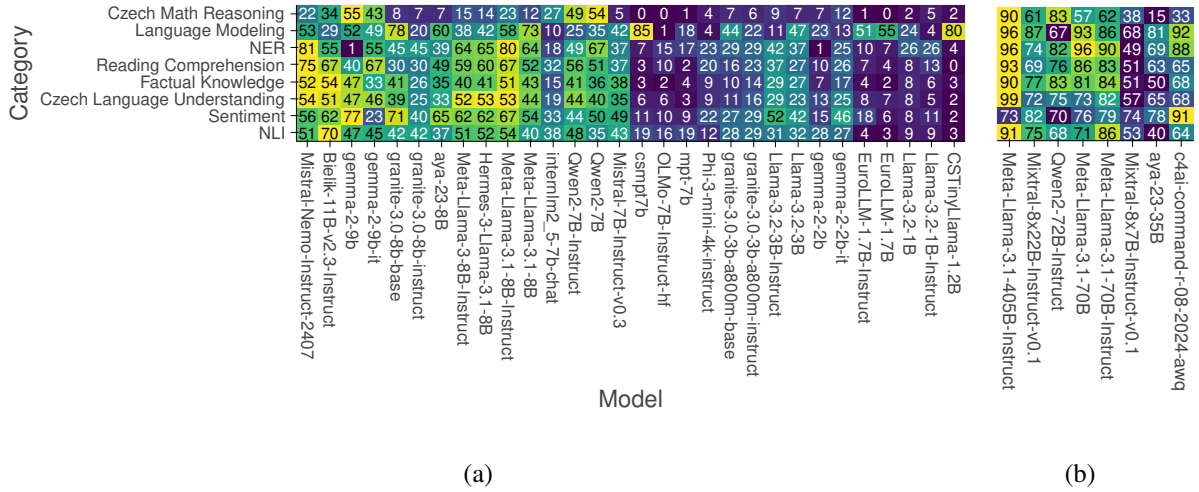 Category
Czech Math Reasoning 22 34 55 43 8 7 7 15 14 23 12 27 49 54 5 0 0 1 4 7 6 9 7 7 12 1 0 2 5 2 90 61 83 57 62 38 15 33
Language Modeling 53 29 52 49 78 20 60 38 42 58 73 10 25 35 42 85 1 18 4 44 22 11 47 23 13 51 55 24 4 80 96 87 67 93 86 68 81 92
NER 81 55 1 55 45 45 39 64 65 80 64 18 49 67 37 7 15 17 23 29 29 42 37 1 25 10 7 26 26 4 96 74 82 96 90 49 69 88
Reading Comprehension 75 67 40 67 30 30 49 59 60 67 52 32 56 51 37 3 10 2 20 16 23 29 32 17 30 7 4 8 13 0 93 69 76 86 83 51 63 65
Factual Knowledge 52 54 47 33 41 26 36 40 41 51 43 15 41 36 38 3 2 4 9 10 14 29 27 10 17 6 3 12 6 3 90 77 83 81 84 51 50 68
Czech Language Understanding 54 51 47 46 39 25 33 52 53 53 44 19 44 40 35 6 6 3 9 11 16 29 23 13 25 8 7 8 5 2 99 72 75 73 82 57 65 68
Sentiment 56 62 77 23 71 40 65 62 62 67 54 33 44 50 49 11 10 9 22 27 28 52 42 15 46 18 8 11 16 2 73 82 70 76 79 74 78 91
NLI 51 70 47 45 42 42 37 51 52 54 40 38 48 35 43 19 16 19 12 28 29 31 32 28 27 4 3 9 9 3 91 75 68 71 86 53 40 64
Mistral-Nemo-Instruct-2407
Bielik-11B-v2.3-Instruct
gemma-2-9b
gemma-2-9b-it
granite-3.0-8b-base
granite-3.0-8b-instruct
aya-23-8B
Meta-Llama-3-8B-Instruct
Hermes-3-Llama-3.1-8B
Meta-Llama-3.1-8B-Instruct
Meta-Llama-3.1-8B
internlm2_5-7b-chat
Qwen2-7B-Instruct
Qwen2-7B
Mistral-7B-Instruct-v0.3
csmpt7b
OLMo-7B-Instruct-hf
mpt-7b
Phi-3-mini-4k-instruct
granite-3.0-3b-a800m-base
granite-3.0-3b-a800m-instruct
Llama-3.2-3B-Instruct
Llama-3.2-3B
gemma-2-2b
gemma-2-2b-it
EuroLLM-1.7B-Instruct
EuroLLM-1.7B
Llama-3.2-1B
Llama-3.2-1B-Instruct
CSTinyLlama-1.2B
Meta-Llama-3.1-405B-Instruct
Mixtral-8x22B-Instruct-v0.1
Qwen2-72B-Instruct
Meta-Llama-3.1-70B
Meta-Llama-3.1-70B-Instruct
Mixtral-8x7B-Instruct-v0.1
aya-23-35B
c4ai-command-r-08-2024-awq
Model
(a)
(b)